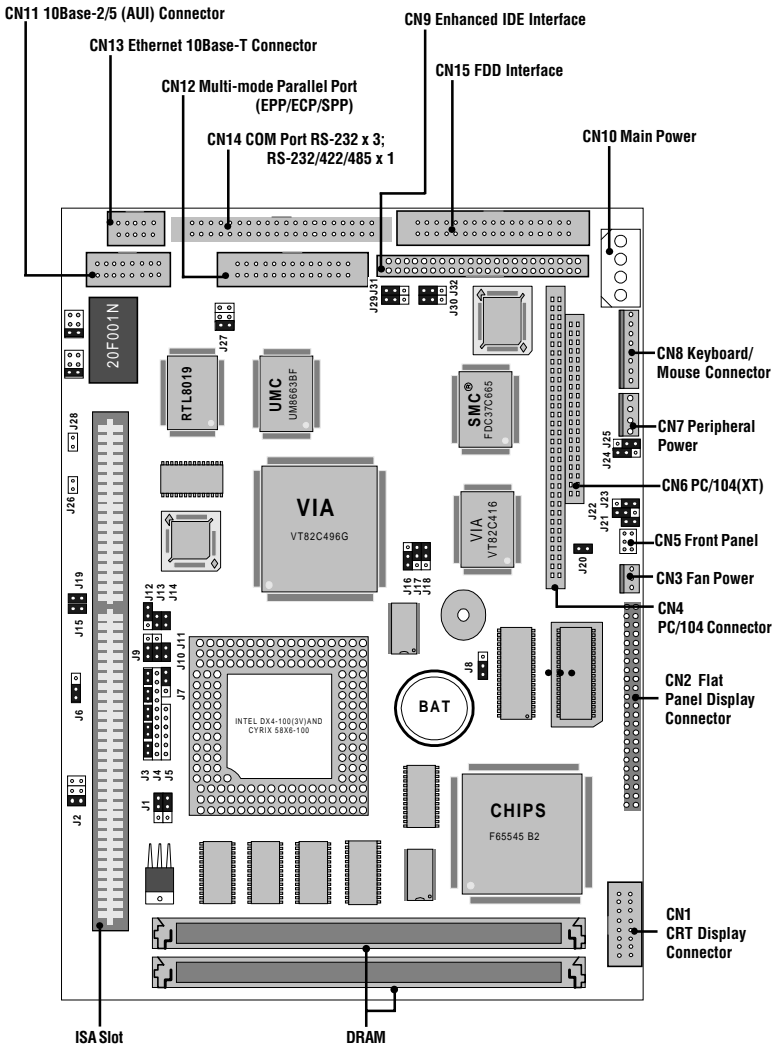 CN11 10Base-2/5 (AUI) Connector
CN13 Ethernet 10Base-T Connector
CN12 Multi-mode Parallel Port
(EPP/ECP/SPP)
CN14 COM Port RS-232 x 3;
RS-232/422/485 x 1
CN9 Enhanced IDE Interface
CN15 FDD Interface
CN10 Main Power
J29
J31
J30
J32
J27
20F001N
RTL8019
UMC
UM8663BF
SMC®
FDC37C665
CN8 Keyboard/
Mouse Connector
CN7 Peripheral
Power
J24
J25
CN6 PC/104(XT)
J28
J26
VIA
VT82C496G
VIA
VT82C416
J22
J23
J21
CN5 Front Panel
J20
CN3 Fan Power
CN4
PC/104 Connector
J16
J17
J18
J19
J15
J12
J13
J14
J9
J10
J11
J7
J8
J6
BAT
CN2 Flat
Panel Display
Connector
INTEL DX4-100(3V)AND
CYRIX 58X6-100
J3
J4
J5
J2
J1
CHIPS
F65545 B2
CN1
CRT Display
Connector
ISA Slot
DRAM